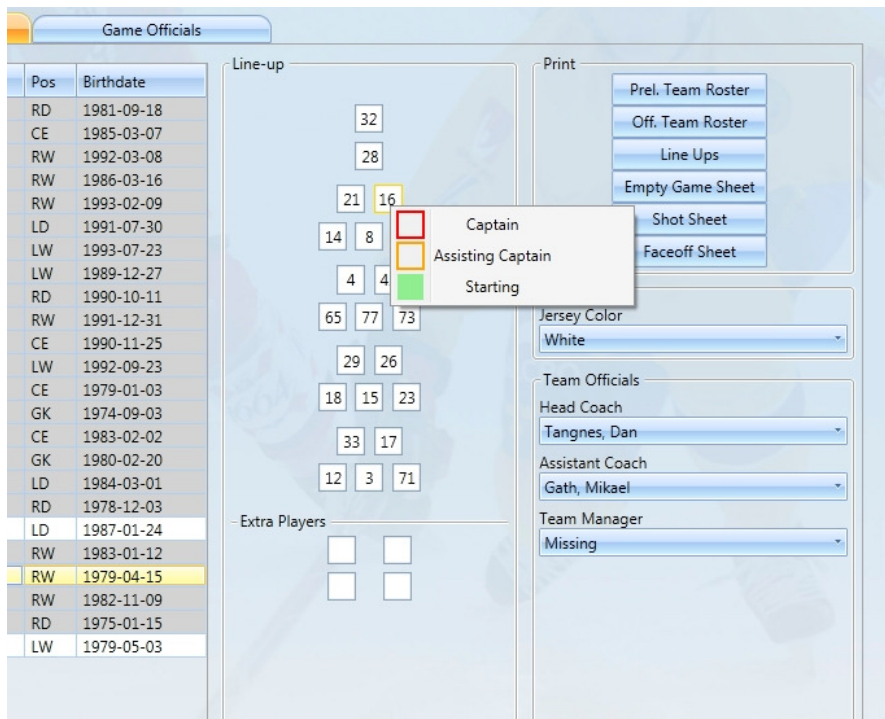 Game Officials
Pos Birthdate
RD 1981-09-18
CE 1985-03-07
RW 1992-03-08
RW 1986-03-16
RW 1993-02-09
LD 1991-07-30
LW 1993-07-23
LW 1989-12-27
RD 1990-10-11
RW 1991-12-31
CE 1990-11-25
LW 1992-09-23
CE 1979-01-03
GK 1974-09-03
CE 1983-02-02
GK 1980-02-20
LD 1984-03-01
RD 1978-12-03
LD 1987-01-24
RW 1983-01-12
RW 1979-04-15
RW 1982-11-09
RD 1975-01-15
LW 1979-05-03
Line-up
32
28
21 16
14 8
4 4
65 77 73
29 26
18 15 23
33 17
12 3 71
Captain
Assisting Captain
Starting
Extra Players
Print
Prel. Team Roster
Off. Team Roster
Line Ups
Empty Game Sheet
Shot Sheet
Faceoff Sheet
Jersey Color
White
Team Officials
Head Coach
Tangnes, Dan
Assistant Coach
Gath, Mikael
Team Manager
Missing